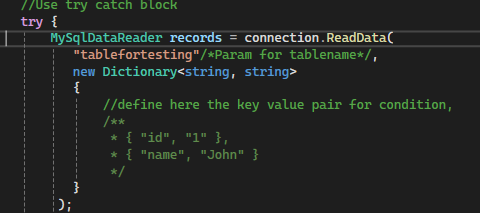 //Use try catch block
try {
MySqlDataReader records = connection.ReadData(
"tablefortesting"/*Param for tablename*/,
new Dictionary<string, string>
{
//define here the key value pair for condition,
/**
* { "id", "1" },
* { "name", "John" }
*/
}
);